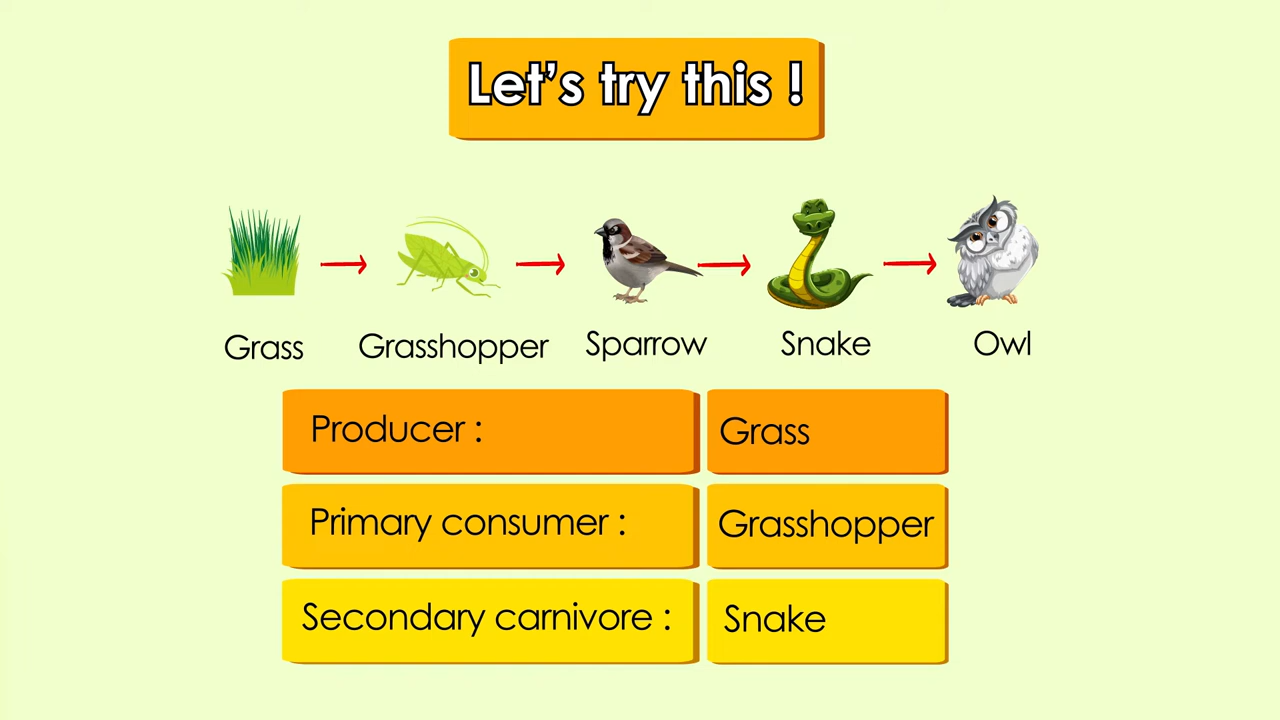 Let's try this !
Grass
Grasshopper
Sparrow
Snake
Owl
Producer :
Grass
Primary consumer :
Grasshopper
Secondary carnivore :
Snake